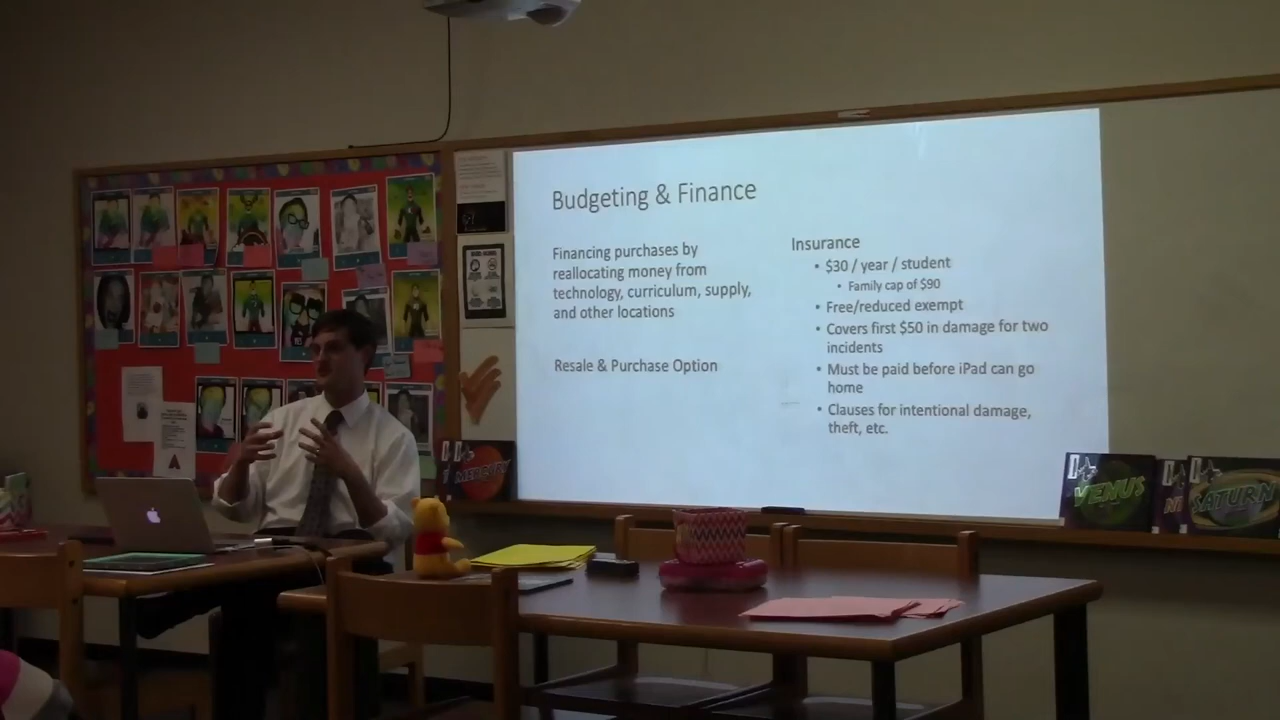 Budgeting & Finance
Financing purchases by
reallocating money from
technology, curriculum, supply,
and other locations
Resale & Purchase Option
Insurance
• $30 / year / student
• Family cap of $90
• Free/reduced exempt
• Covers first $50 in damage for two
incidents
• Must be paid before iPad can go
home
• Clauses for intentional damage,
theft, etc.
MERCURY
VENUS
SATURN